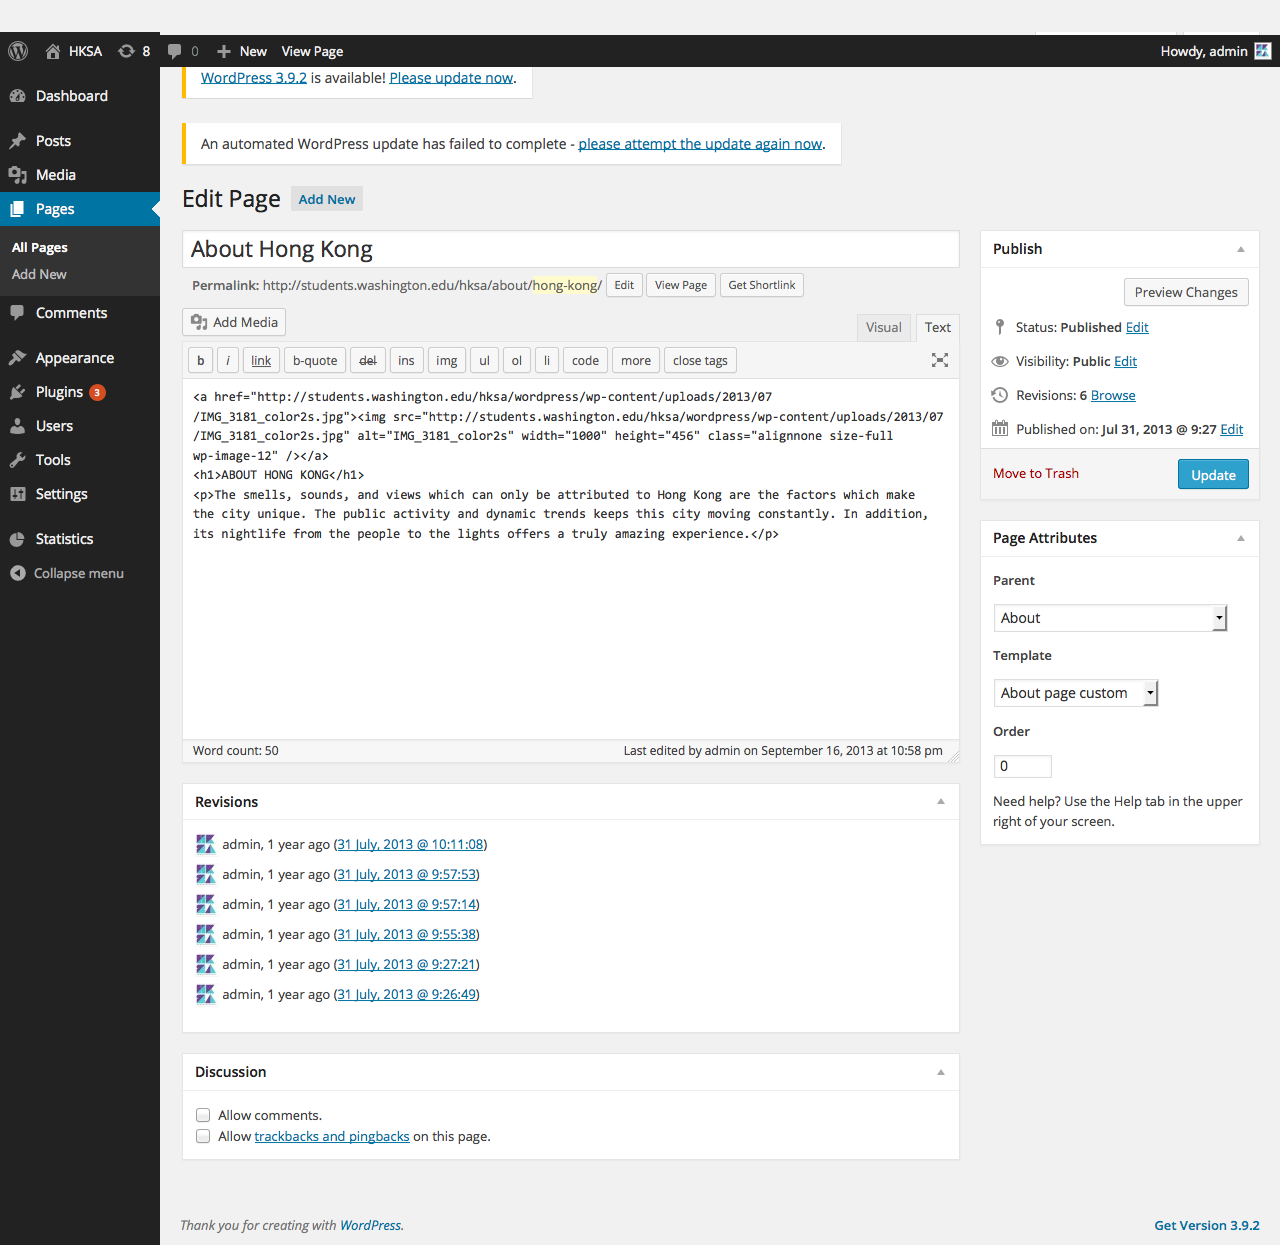 HKSA 8 0 New View Page Howdy, admin
WordPress 3.9.2 is available! Please update now.
An automated WordPress update has failed to complete - please attempt the update again now.
Dashboard
Posts
Media
Pages
All Pages
Add New
Comments
Appearance
Plugins 3
Users
Tools
Settings
Statistics
Collapse menu
Edit Page Add New
About Hong Kong
Permalink: http://students.washington.edu/hksa/about/hong-kong/ Edit View Page Get Shortlink
Add Media
Visual Text
b i link b-quote del ins img ul ol li code more close tags
<a href="http://students.washington.edu/hksa/wordpress/wp-content/uploads/2013/07
/IMG_3181_color2s.jpg"><img src="http://students.washington.edu/hksa/wordpress/wp-content/uploads/2013/07
/IMG_3181_color2s.jpg" alt="IMG_3181_color2s" width="1000" height="456" class="alignnone size-full
wp-image-12" /></a>
<h1>ABOUT HONG KONG</h1>
<p>The smells, sounds, and views which can only be attributed to Hong Kong are the factors which make
the city unique. The public activity and dynamic trends keeps this city moving constantly. In addition,
its nightlife from the people to the lights offers a truly amazing experience.</p>
Word count: 50 Last edited by admin on September 16, 2013 at 10:58 pm
Revisions
admin, 1 year ago (31 July, 2013 @ 10:11:08)
admin, 1 year ago (31 July, 2013 @ 9:57:53)
admin, 1 year ago (31 July, 2013 @ 9:57:14)
admin, 1 year ago (31 July, 2013 @ 9:55:38)
admin, 1 year ago (31 July, 2013 @ 9:27:21)
admin, 1 year ago (31 July, 2013 @ 9:26:49)
Discussion
Allow comments.
Allow trackbacks and pingbacks on this page.
Publish
Preview Changes
Status: Published Edit
Visibility: Public Edit
Revisions: 6 Browse
Published on: Jul 31, 2013 @ 9:27 Edit
Move to Trash Update
Page Attributes
Parent
About
Template
About page custom
Order
0
Need help? Use the Help tab in the upper
right of your screen.
Thank you for creating with WordPress. Get Version 3.9.2